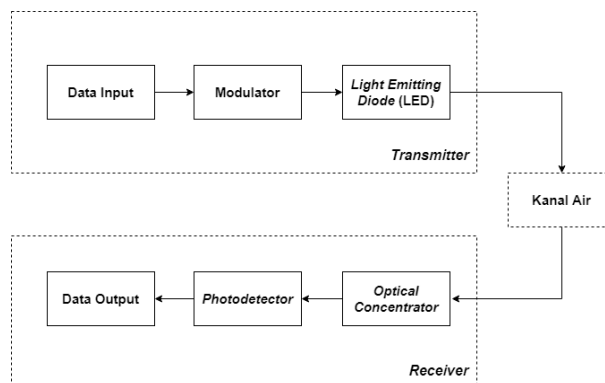 Data Input
Modulator
Light Emitting
Diode (LED)
Transmitter
Kanal Air
Data Output
Photodetector
Optical
Concentrator
Receiver